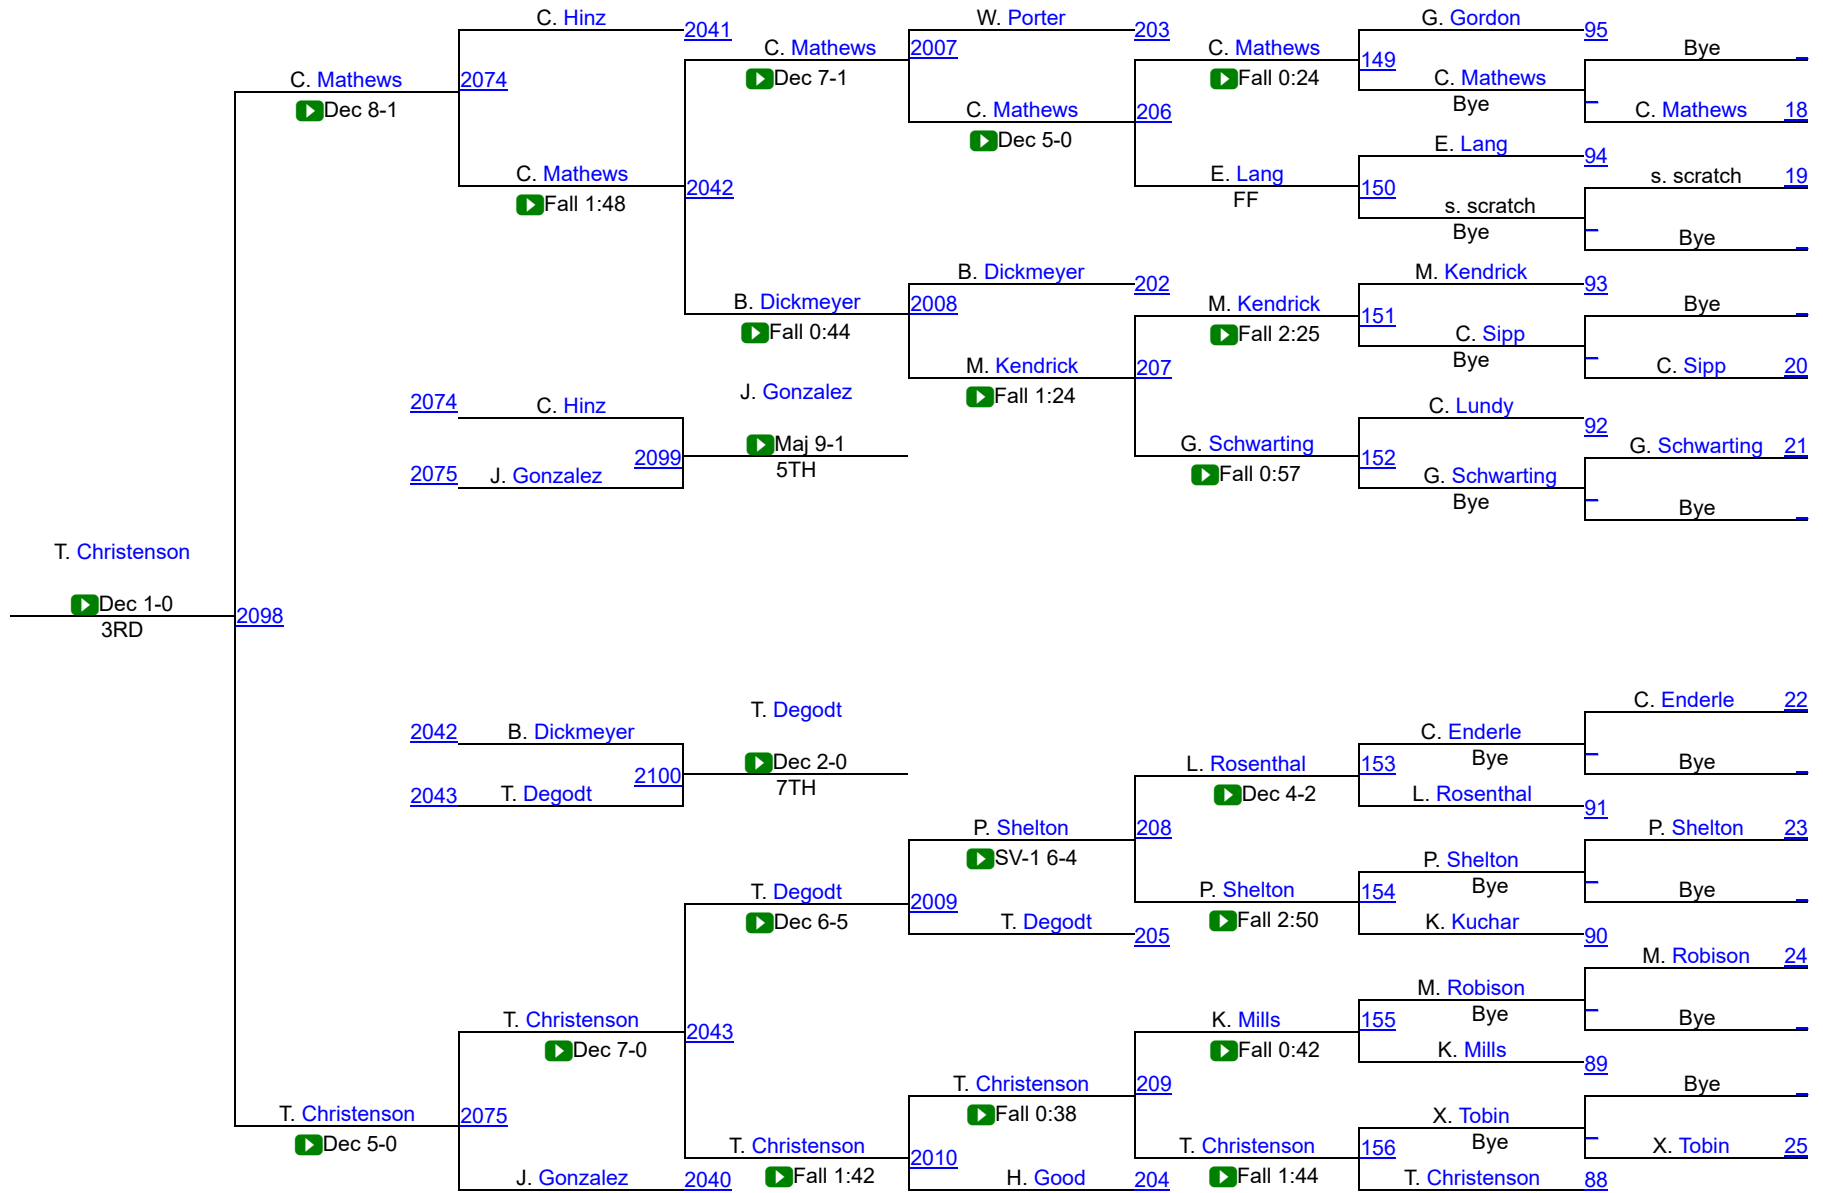 C. Hinz
2041
W. Porter
203
G. Gordon
95
C. Mathews
2007
Dec 7-1
C. Mathews
149
Fall 0:24
Bye
C. Mathews
2074
Dec 8-1
C. Mathews
Bye
C. Mathews
206
Dec 5-0
C. Mathews
18
E. Lang
94
C. Mathews
2042
Fall 1:48
E. Lang
150
FF
s. scratch
19
s. scratch
Bye
Bye
B. Dickmeyer
202
M. Kendrick
93
B. Dickmeyer
2008
Fall 0:44
M. Kendrick
151
Fall 2:25
Bye
C. Sipp
Bye
M. Kendrick
207
Fall 1:24
C. Sipp
20
2074
C. Hinz
J. Gonzalez
C. Lundy
92
2099
Maj 9-1
5TH
G. Schwarting
152
Fall 0:57
G. Schwarting
21
2075
J. Gonzalez
G. Schwarting
Bye
Bye
T. Christenson
Dec 1-0
3RD
2098
T. Degodt
C. Enderle
22
2042
B. Dickmeyer
C. Enderle
Bye
2100
Dec 2-0
7TH
L. Rosenthal
153
Dec 4-2
Bye
2043
T. Degodt
L. Rosenthal
91
P. Shelton
208
SV-1 6-4
P. Shelton
23
P. Shelton
Bye
T. Degodt
2009
Dec 6-5
P. Shelton
154
Fall 2:50
Bye
T. Degodt
205
K. Kuchar
90
M. Robison
24
M. Robison
Bye
T. Christenson
2043
Dec 7-0
K. Mills
155
Fall 0:42
Bye
K. Mills
89
T. Christenson
209
Fall 0:38
Bye
T. Christenson
2075
Dec 5-0
X. Tobin
Bye
T. Christenson
2010
Fall 1:42
T. Christenson
156
Fall 1:44
X. Tobin
25
J. Gonzalez
2040
H. Good
204
T. Christenson
88